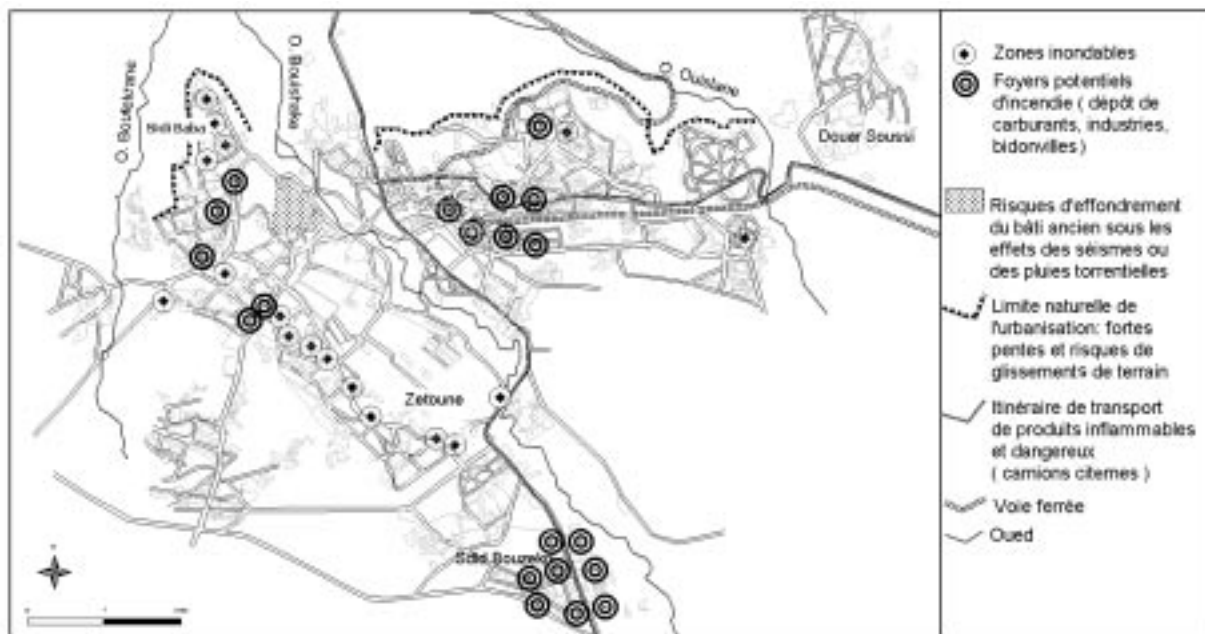 O. Bouishake
O. Ouislane
Sidi Baba
Douar Soussi
Zetoune
Sidi Bouzekri
Zones inondables
Foyers potentiels
d'incendie ( dépôt de
carburants, industries,
bidonvilles )
Risques d'effondrement
du bâti ancien sous les
effets des séismes ou
des pluies torrentielles
Limite naturelle de
l'urbanisation: fortes
pentes et risques de
glissements de terrain
Itinéraire de transport
de produits inflammables
et dangereux
( camions citernes )
Voie ferrée
Oued